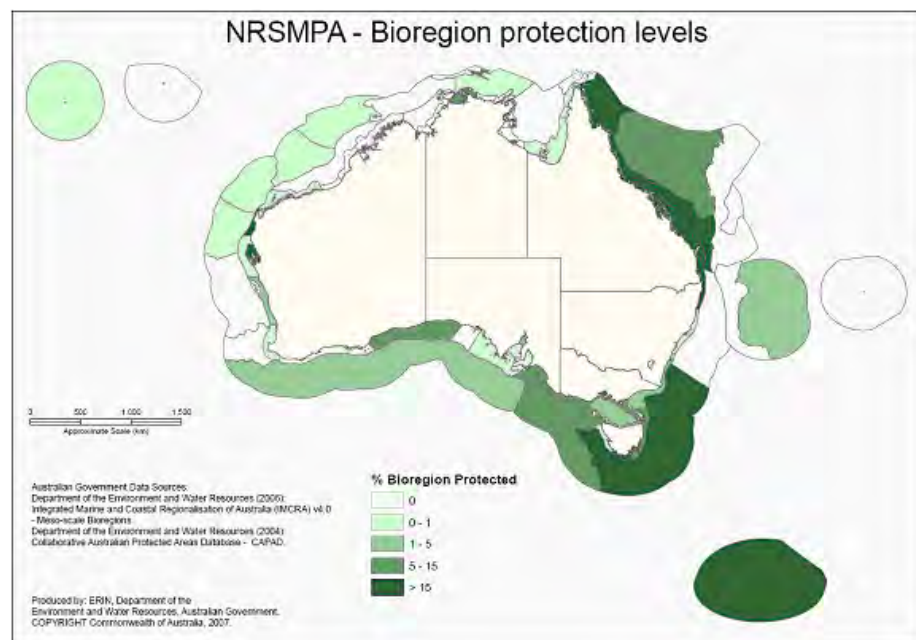 NRSMPA - Bioregion protection levels
0 500 1 000 1 500
Approximate Scale (km)
Australian Government Data Sources:
Department of the Environment and Water Resources (2006):
Integrated Marine and Coastal Regionalisation of Australia (IMCRA) v4.0
- Meso-scale Bioregions
Department of the Environment and Water Resources (2004):
Collaborative Australian Protected Areas Database - CAPAD.
Produced by: ERIN, Department of the
Environment and Water Resources, Australian Government.
COPYRIGHT Commonwealth of Australia, 2007.
% Bioregion Protected
0
0 - 1
1 - 5
5 - 15
> 15